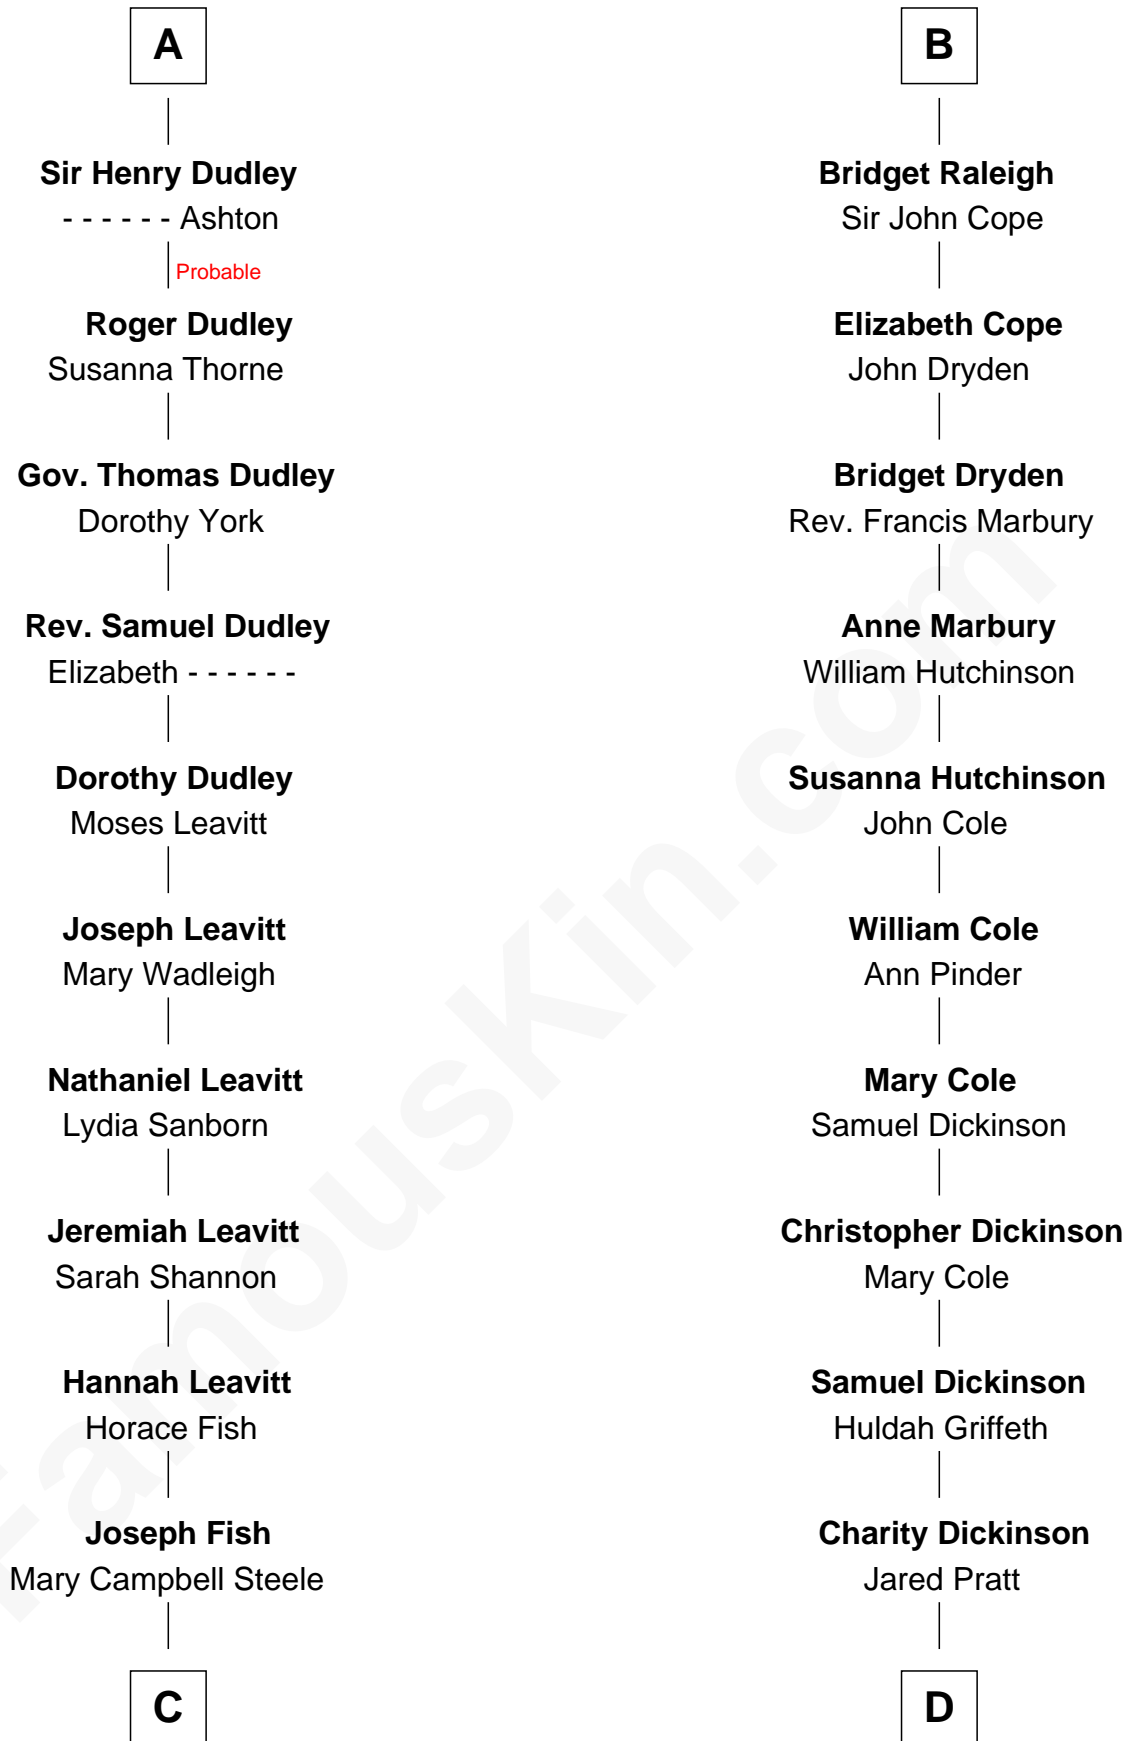 A
Sir Henry Dudley
- - - - - - Ashton
Probable
Roger Dudley
Susanna Thorne
Gov. Thomas Dudley
Dorothy York
Rev. Samuel Dudley
Elizabeth - - - - - -
Dorothy Dudley
Moses Leavitt
Joseph Leavitt
Mary Wadleigh
Nathaniel Leavitt
Lydia Sanborn
Jeremiah Leavitt
Sarah Shannon
Hannah Leavitt
Horace Fish
Joseph Fish
Mary Campbell Steele
C
B
Bridget Raleigh
Sir John Cope
Elizabeth Cope
John Dryden
Bridget Dryden
Rev. Francis Marbury
Anne Marbury
William Hutchinson
Susanna Hutchinson
John Cole
William Cole
Ann Pinder
Mary Cole
Samuel Dickinson
Christopher Dickinson
Mary Cole
Samuel Dickinson
Huldah Griffeth
Charity Dickinson
Jared Pratt
D
FamousKin.com